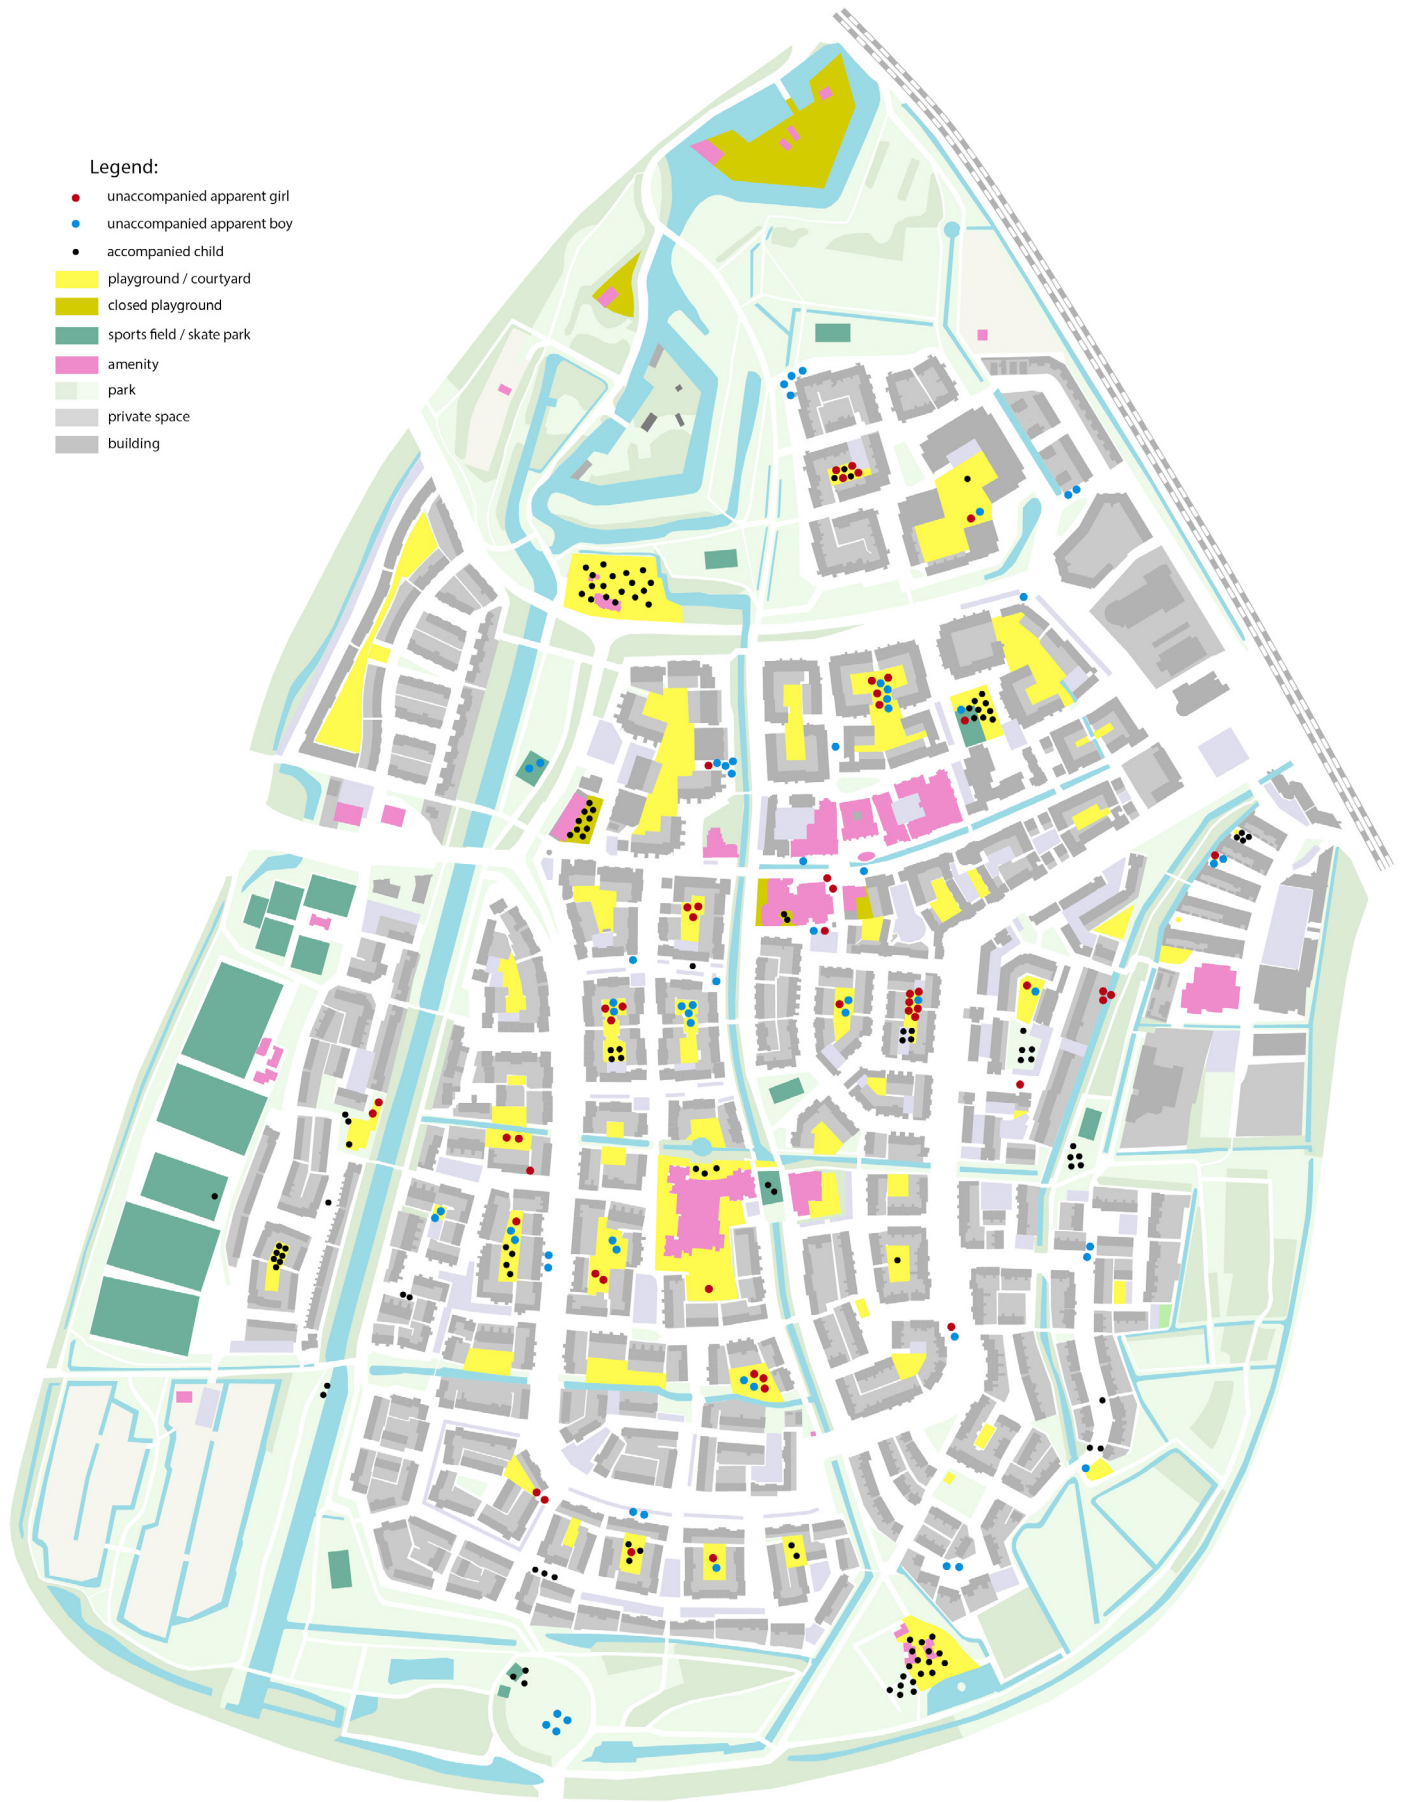 Legend:
unaccompanied apparent girl
unaccompanied apparent boy
accompanied child
playground / courtyard
closed playground
sports field / skate park
amenity
park
private space
building